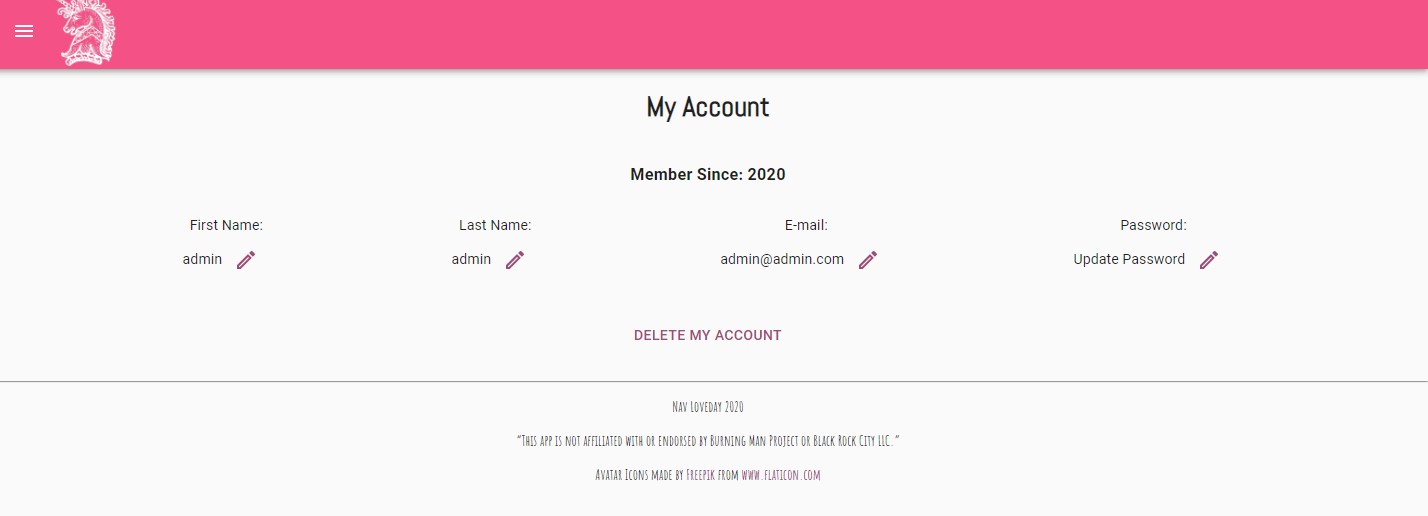 My Account
Member Since: 2020
First Name: Last Name: E-mail: Password:
admin admin admin@admin.com Update Password
DELETE MY ACCOUNT
Nav Loveday 2020
"This app is not affiliated with or endorsed by Burning Man Project or Black Rock City LLC."
Avatar Icons made by Freepik from www.flaticon.com